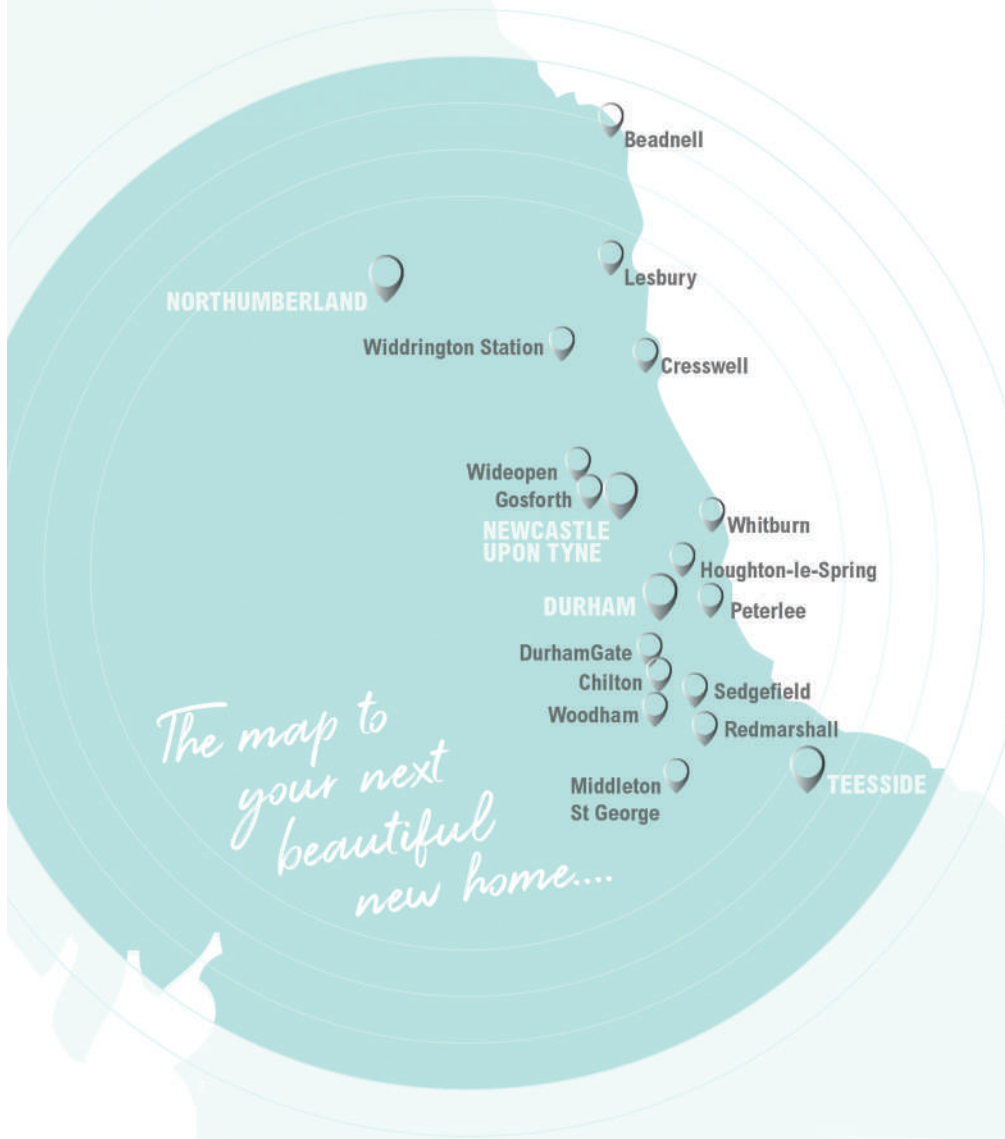 Beadnell
Lesbury
NORTHUMBERLAND
Widdrington Station
Cresswell
Wideopen
Gosforth
NEWCASTLE
UPON TYNE
Whitburn
Houghton-le-Spring
DURHAM
Peterlee
DurhamGate
Chilton
Sedgefield
Woodham
Redmarshall
Middleton
St George
TEESSIDE
The map to
your next
beautiful
new home....